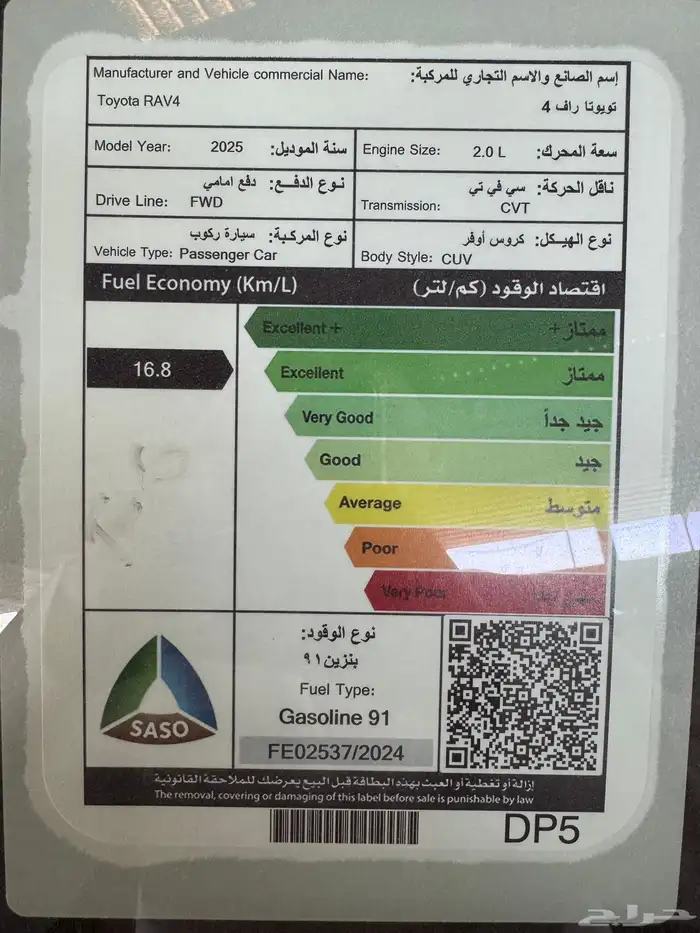 Manufacturer and Vehicle commercial Name: إسم الصانع والاسم التجاري للمركبة:
Toyota RAV4 تويوتا راف 4
Model Year: 2025 سنة الموديل:
Engine Size: 2.0 L سعة المحرك:
نوع الدفع: دفع امامي
Drive Line: FWD
ناقل الحركة: سي في تي
Transmission: CVT
نوع المركبة: سيارة ركوب
Vehicle Type: Passenger Car
نوع الهيكل: كروس أوفر
Body Style: CUV
Fuel Economy (Km/L) اقتصاد الوقود (كم/لتر)
Excellent + ممتاز +
16.8
Excellent ممتاز
Very Good جيد جداً
Good جيد
Average متوسط
Poor
Very Poor
نوع الوقود:
بنزين ٩١
Fuel Type:
Gasoline 91
FE02537/2024
SASO
إزالة أو تغطية أو العبث بهذه البطاقة قبل البيع يعرضك للملاحقة القانونية
The removal, covering or damaging of this label before sale is punishable by law
DP5
حراج